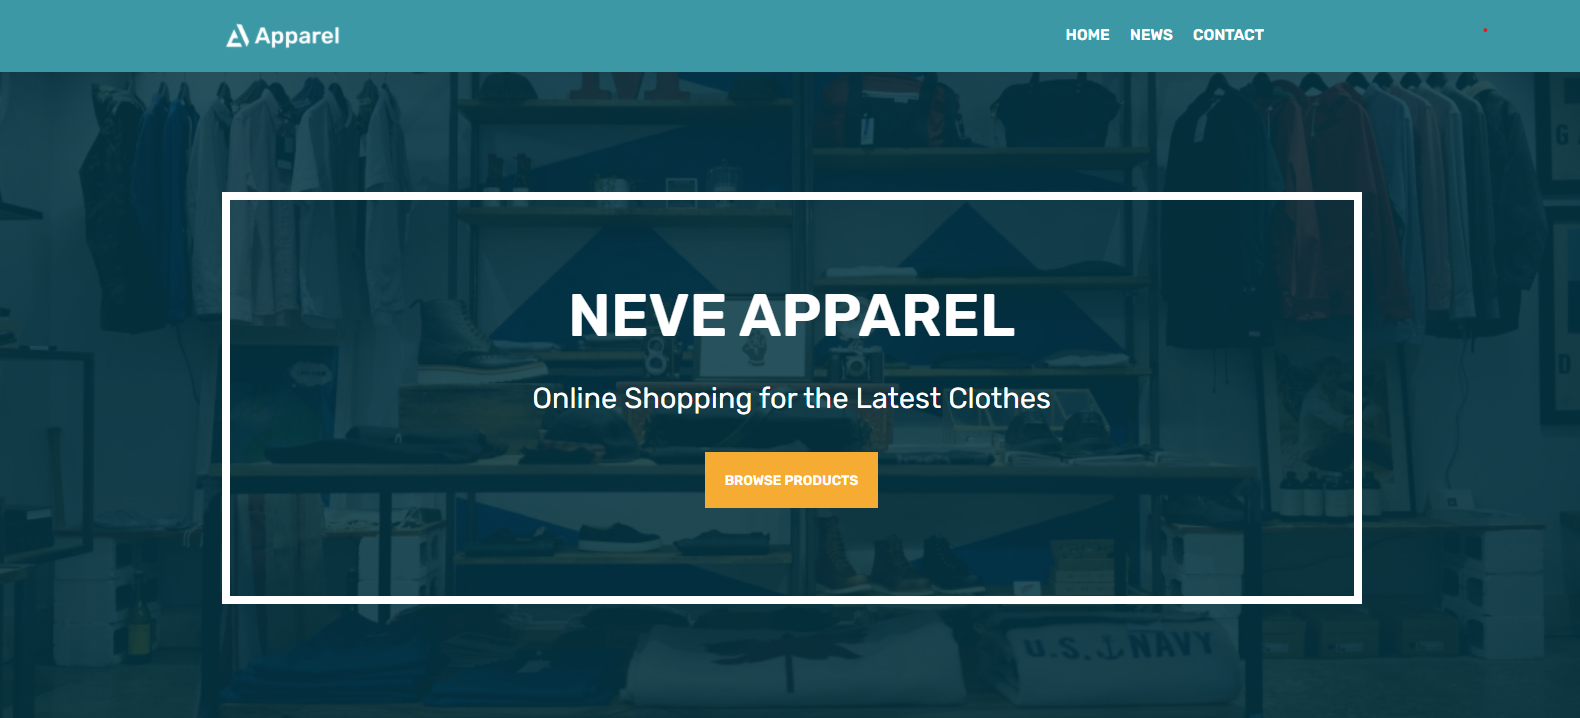 Apparel
HOME NEWS CONTACT
NEVE APPAREL
Online Shopping for the Latest Clothes
BROWSE PRODUCTS
U.S. NAVY
G
D